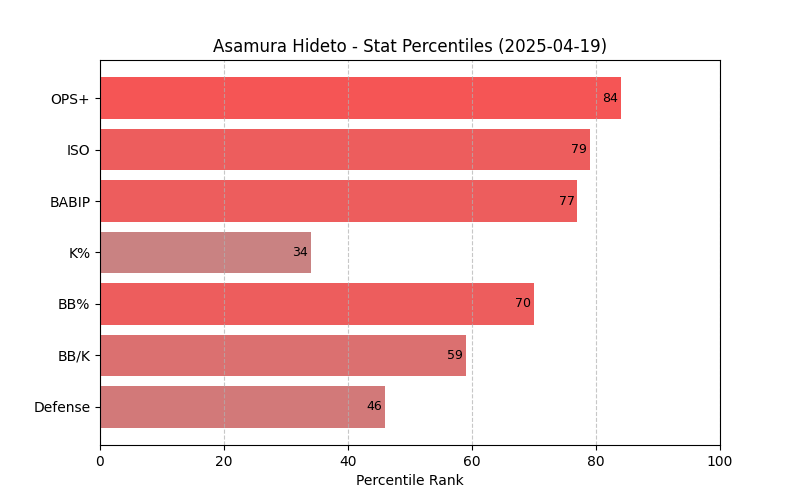 Asamura Hideto - Stat Percentiles (2025-04-19)
OPS+ 84
ISO 79
BABIP 77
K% 34
BB% 70
BB/K 59
Defense 46
0 20 40 60 80 100
Percentile Rank